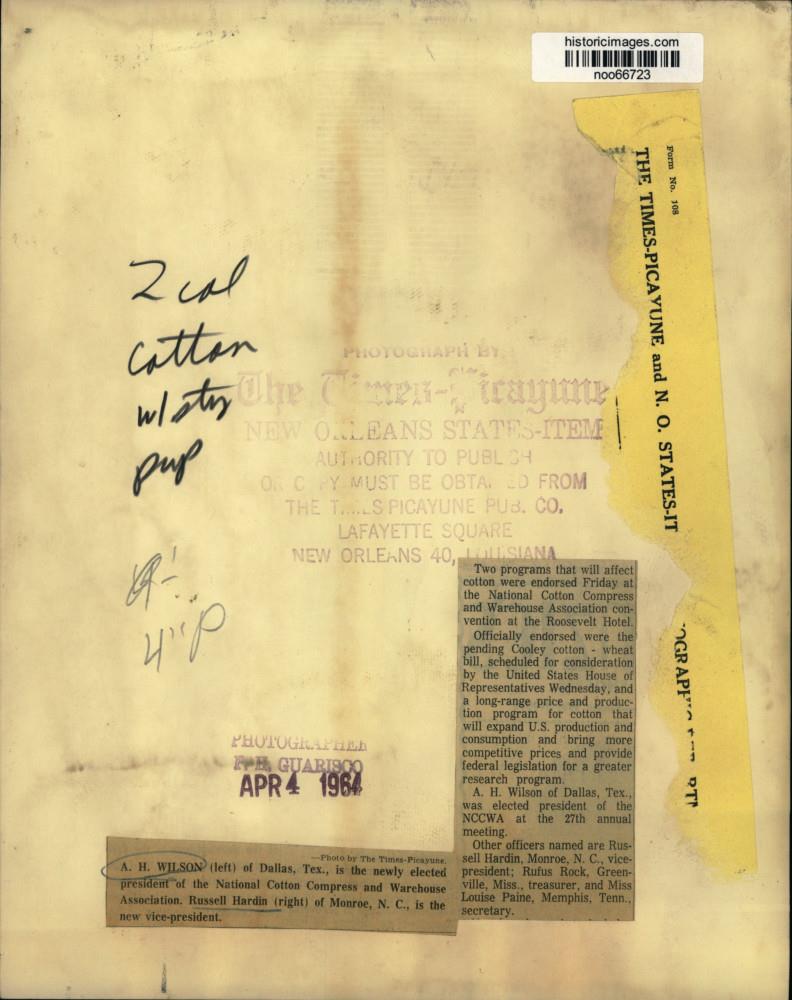 historicimages.com
noo66723
Form No. 108
THE TIMES-PICAYUNE and N. O. STATES-IT
2 col
cotton
w/sty
pup
4" P
PHOTOGRAPH BY
The Times-Picayune
NEW ORLEANS STATES-ITEM
AUTHORITY TO PUBLISH
OR COPY MUST BE OBTAINED FROM
THE TIMES PICAYUNE PUB. CO.
LAFAYETTE SQUARE
NEW ORLEANS 40, LOUISIANA
PHOTOGRAPHER
GUARISCO
APR 4 1964
—Photo by The Times-Picayune.
A. H. WILSON (left) of Dallas, Tex., is the newly elected
president of the National Cotton Compress and Warehouse
Association. Russell Hardin (right) of Monroe, N. C., is the
new vice-president.
Two programs that will affect
cotton were endorsed Friday at
the National Cotton Compress
and Warehouse Association con-
vention at the Roosevelt Hotel.
Officially endorsed were the
pending Cooley cotton - wheat
bill, scheduled for consideration
by the United States House of
Representatives Wednesday, and
a long-range price and produc-
tion program for cotton that
will expand U.S. production and
consumption and bring more
competitive prices and provide
federal legislation for a greater
research program.
A. H. Wilson of Dallas, Tex.,
was elected president of the
NCCWA at the 27th annual
meeting.
Other officers named are Rus-
sell Hardin, Monroe, N. C., vice-
president; Rufus Rock, Green-
ville, Miss., treasurer, and Miss
Louise Paine, Memphis, Tenn.,
secretary.